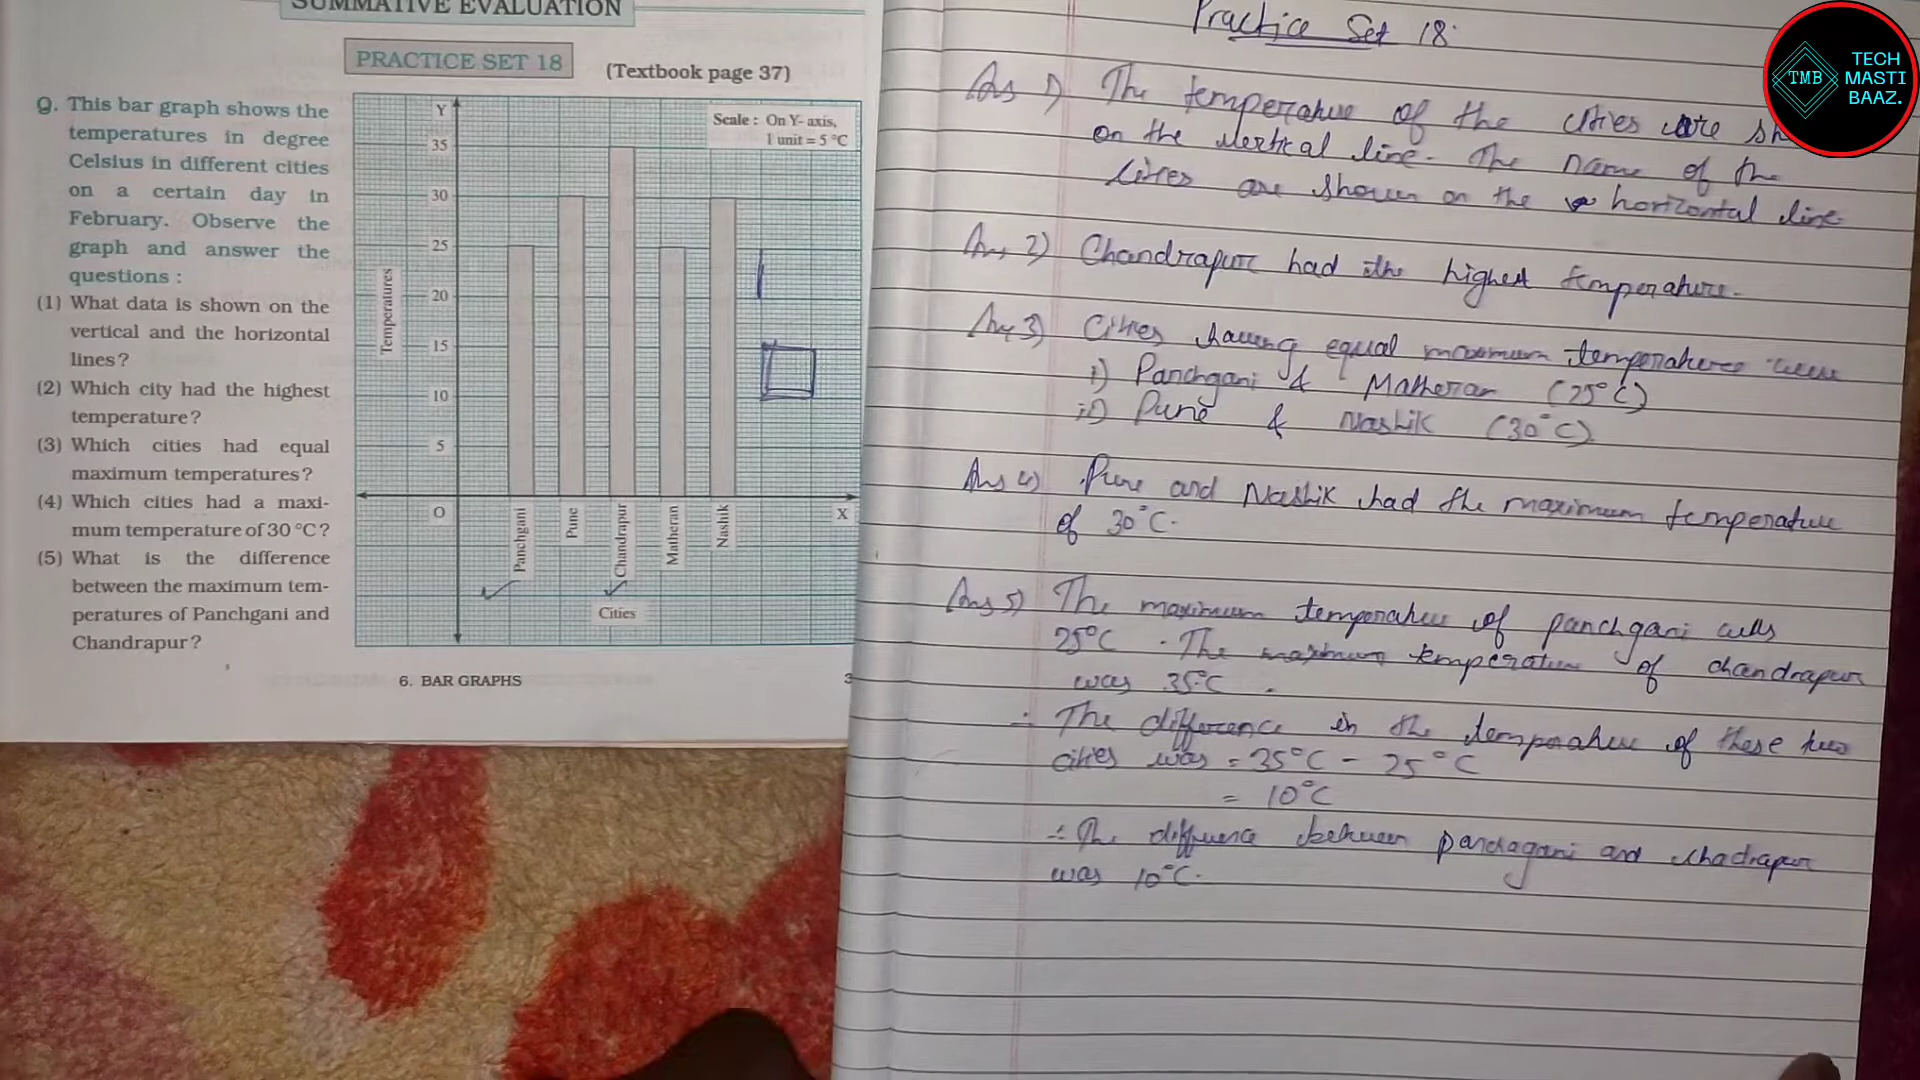 SUMMATIVE EVALUATION
PRACTICE SET 18
(Textbook page 37)
Q. This bar graph shows the
temperatures in degree
Celsius in different cities
on a certain day in
February. Observe the
graph and answer the
questions :
(1) What data is shown on the
vertical and the horizontal
lines?
(2) Which city had the highest
temperature?
(3) Which cities had equal
maximum temperatures?
(4) Which cities had a maxi-
mum temperature of 30 °C?
(5) What is the difference
between the maximum tem-
peratures of Panchgani and
Chandrapur?
Y
Scale : On Y- axis,
1 unit = 5 °C
35
30
25
20
15
10
5
O
X
Temperatures
Panchgani
Pune
Chandrapur
Matheran
Nashik
Cities
6. BAR GRAPHS
3
Practice Set 18
Ans 1) The temperature of the cities are
on the vertical line. The name of the
cities are shown on the horizontal line
Ans 2) Chandrapur had the highest temperature.
Ans 3) Cities having equal maximum temperatures were
i) Panchgani & Matheran (25°C)
ii) Pune & Nashik (30°C)
Ans 4) Pune and Nashik had the maximum temperature
of 30°C.
Ans 5) The maximum temperature of panchgani
25°C . The maximum temperature of chandrapur
was 35°C .
∴ The difference in the temperature of these two
cities was = 35°C - 25°C
= 10°C
∴ The difference between panchagani and chadrapur
was 10°C.
TMB
TECH
MASTI
BAAZ.